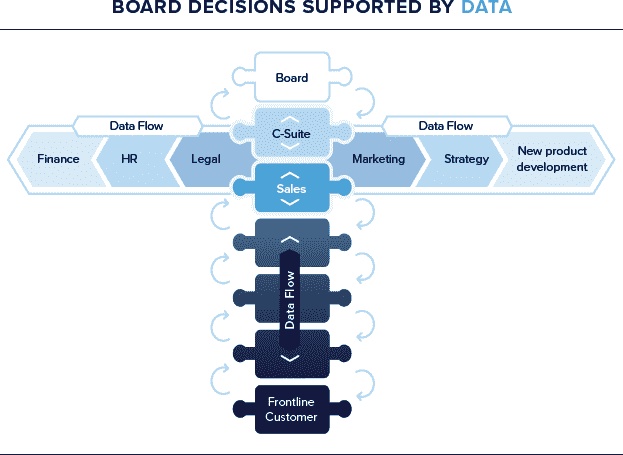 BOARD DECISIONS SUPPORTED BY DATA
Board
Data Flow
C-Suite
Data Flow
Finance
HR
Legal
Marketing
Strategy
New product
development
Sales
Data Flow
Frontline
Customer